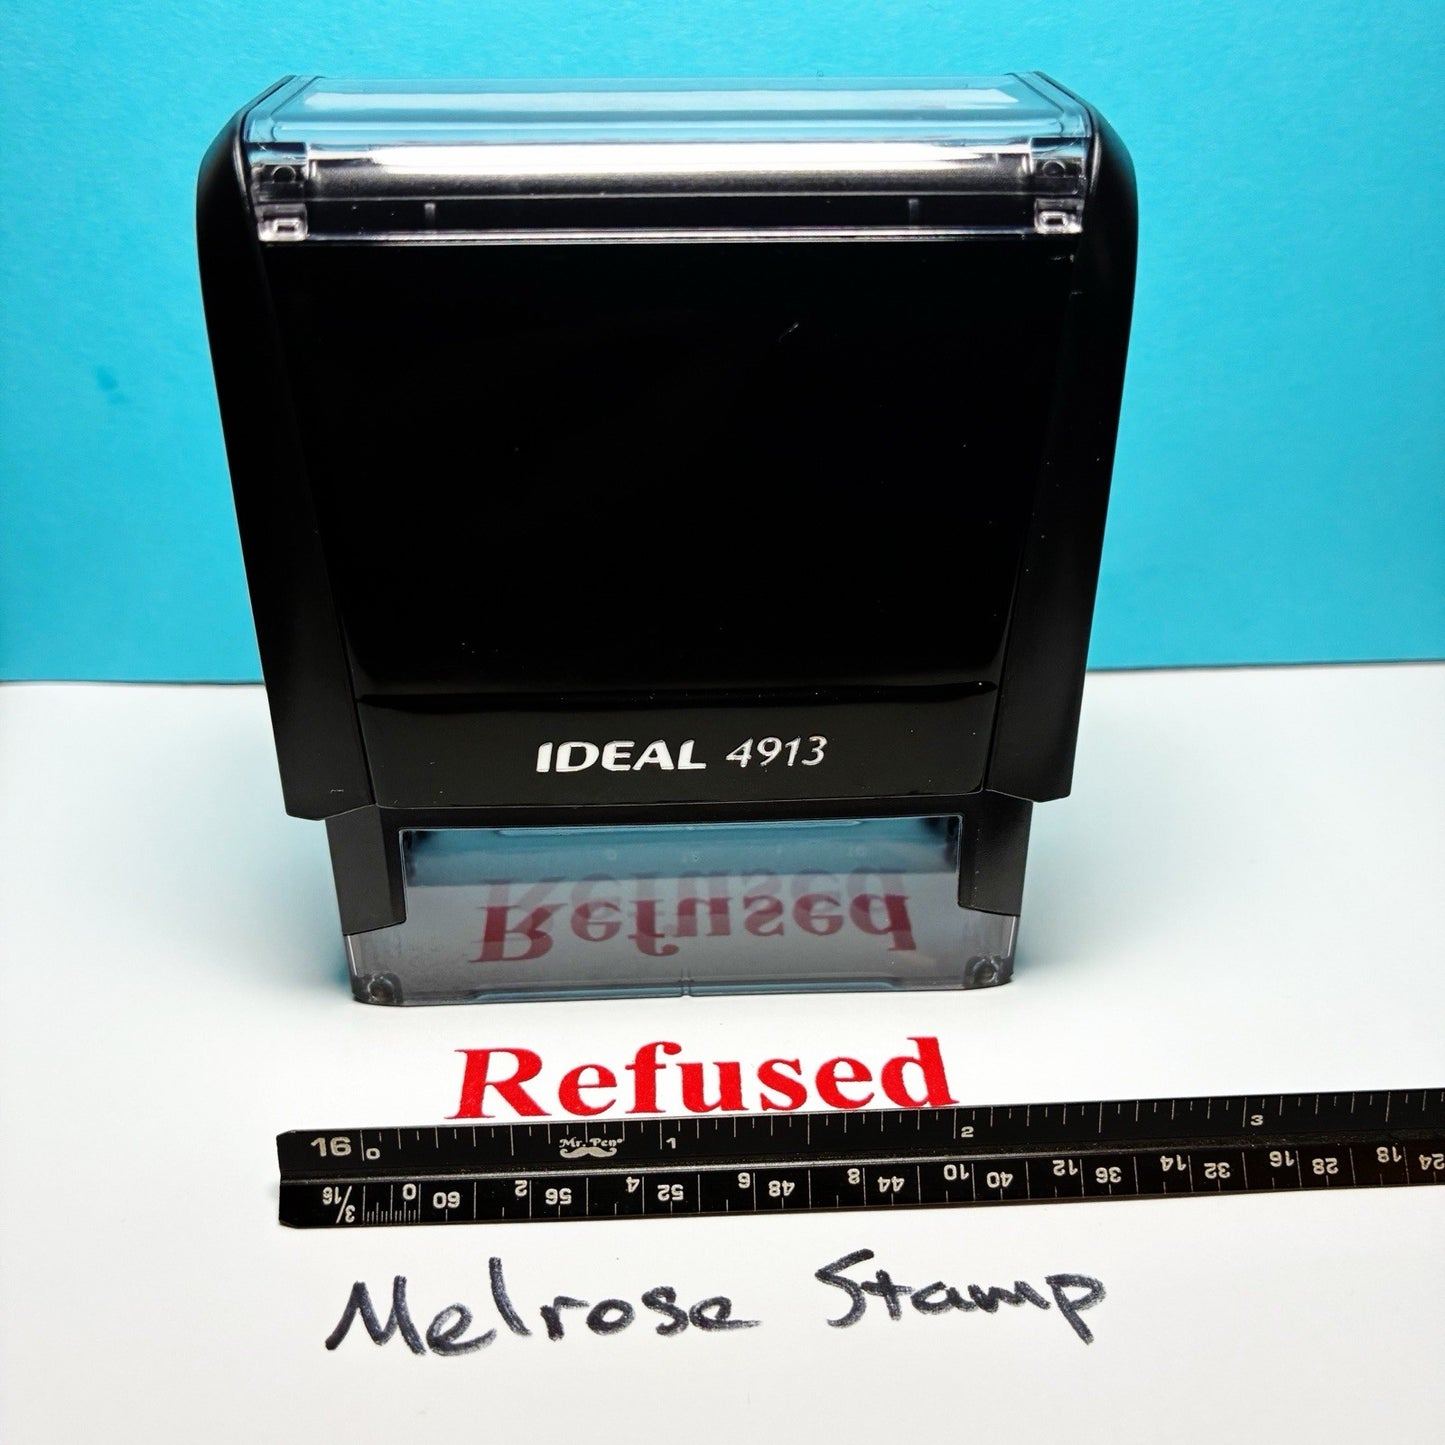 IDEAL 4913
Refused
Refused
16 0 Mr. Pen 1 2 3
3/16 0 60 2 56 4 52 6 48 8 44 10 40 12 36 14 32 16 28 18 24
Melrose Stamp